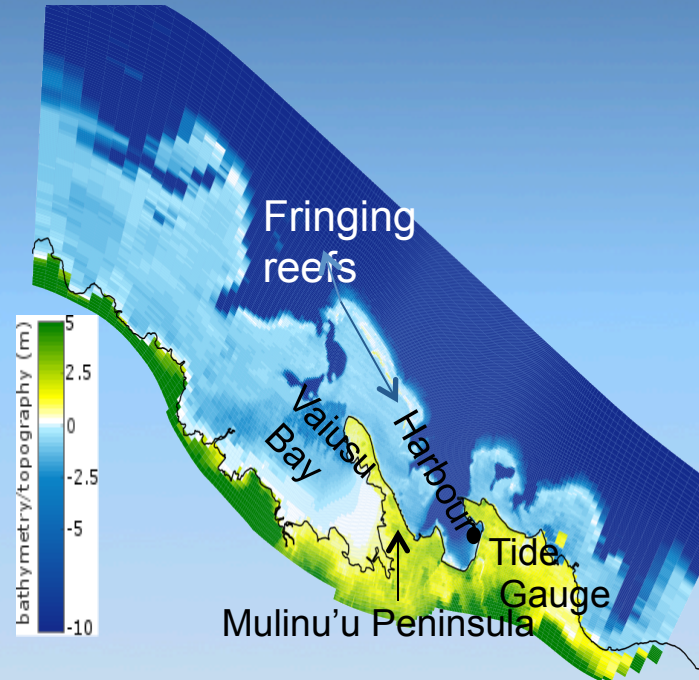 Fringing
reefs
bathymetry/topography (m)
5
2.5
0
-2.5
-5
-10
Vaiusu
Bay
Harbour
Tide
Gauge
Mulinu’u Peninsula